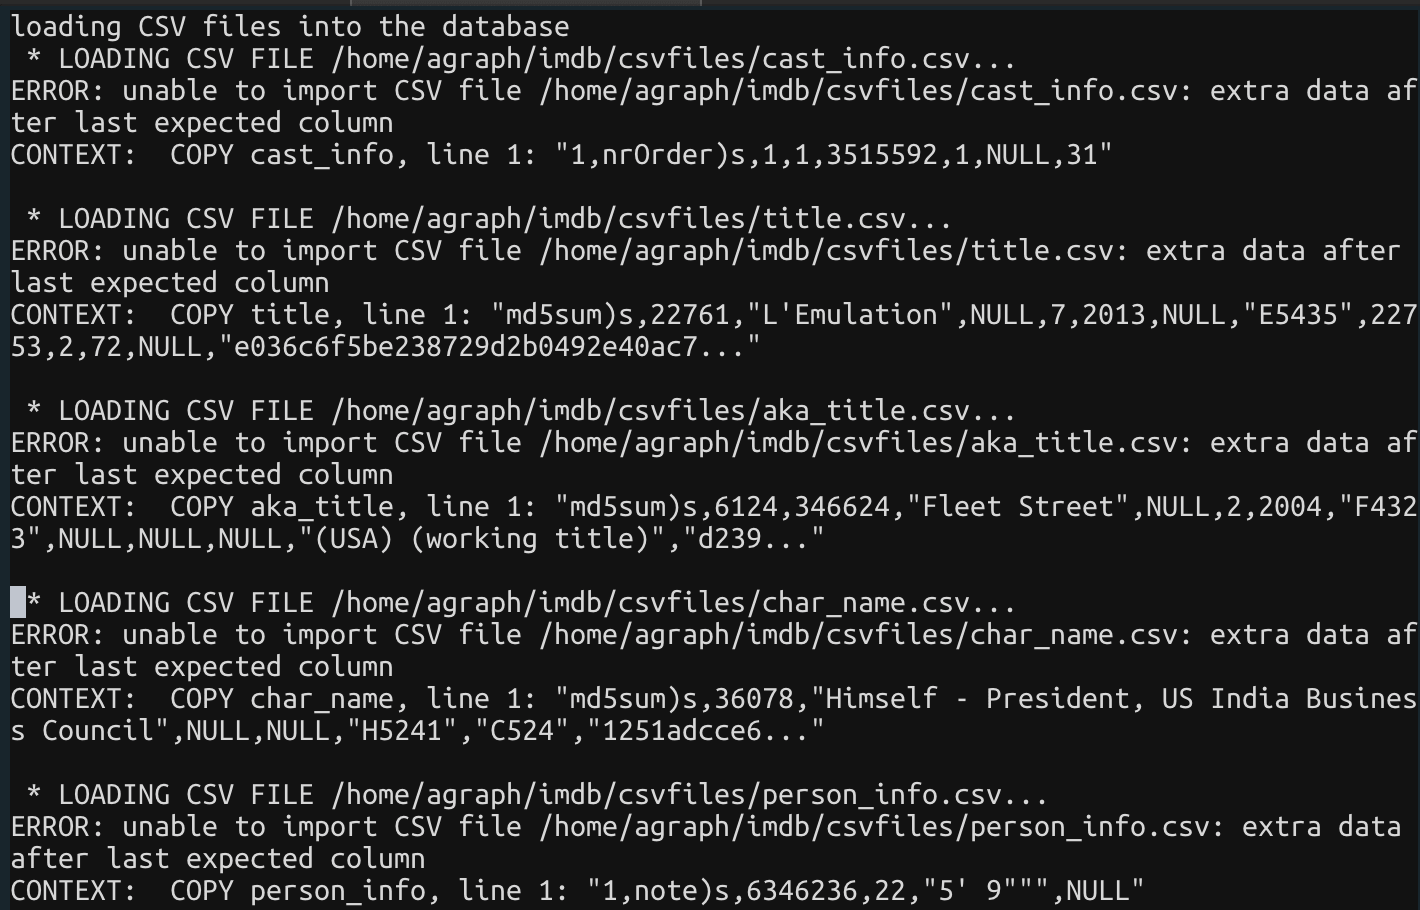 loading CSV files into the database
 * LOADING CSV FILE /home/agraph/imdb/csvfiles/cast_info.csv...
ERROR: unable to import CSV file /home/agraph/imdb/csvfiles/cast_info.csv: extra data af
ter last expected column
CONTEXT:  COPY cast_info, line 1: "1,nrOrder)s,1,1,3515592,1,NULL,31"

 * LOADING CSV FILE /home/agraph/imdb/csvfiles/title.csv...
ERROR: unable to import CSV file /home/agraph/imdb/csvfiles/title.csv: extra data after
last expected column
CONTEXT:  COPY title, line 1: "md5sum)s,22761,"L'Emulation",NULL,7,2013,NULL,"E5435",227
53,2,72,NULL,"e036c6f5be238729d2b0492e40ac7..."

 * LOADING CSV FILE /home/agraph/imdb/csvfiles/aka_title.csv...
ERROR: unable to import CSV file /home/agraph/imdb/csvfiles/aka_title.csv: extra data af
ter last expected column
CONTEXT:  COPY aka_title, line 1: "md5sum)s,6124,346624,"Fleet Street",NULL,2,2004,"F432
3",NULL,NULL,NULL,"(USA) (working title)","d239..."

 * LOADING CSV FILE /home/agraph/imdb/csvfiles/char_name.csv...
ERROR: unable to import CSV file /home/agraph/imdb/csvfiles/char_name.csv: extra data af
ter last expected column
CONTEXT:  COPY char_name, line 1: "md5sum)s,36078,"Himself - President, US India Busines
s Council",NULL,NULL,"H5241","C524","1251adcce6..."

 * LOADING CSV FILE /home/agraph/imdb/csvfiles/person_info.csv...
ERROR: unable to import CSV file /home/agraph/imdb/csvfiles/person_info.csv: extra data
after last expected column
CONTEXT:  COPY person_info, line 1: "1,note)s,6346236,22,"5' 9""",NULL"